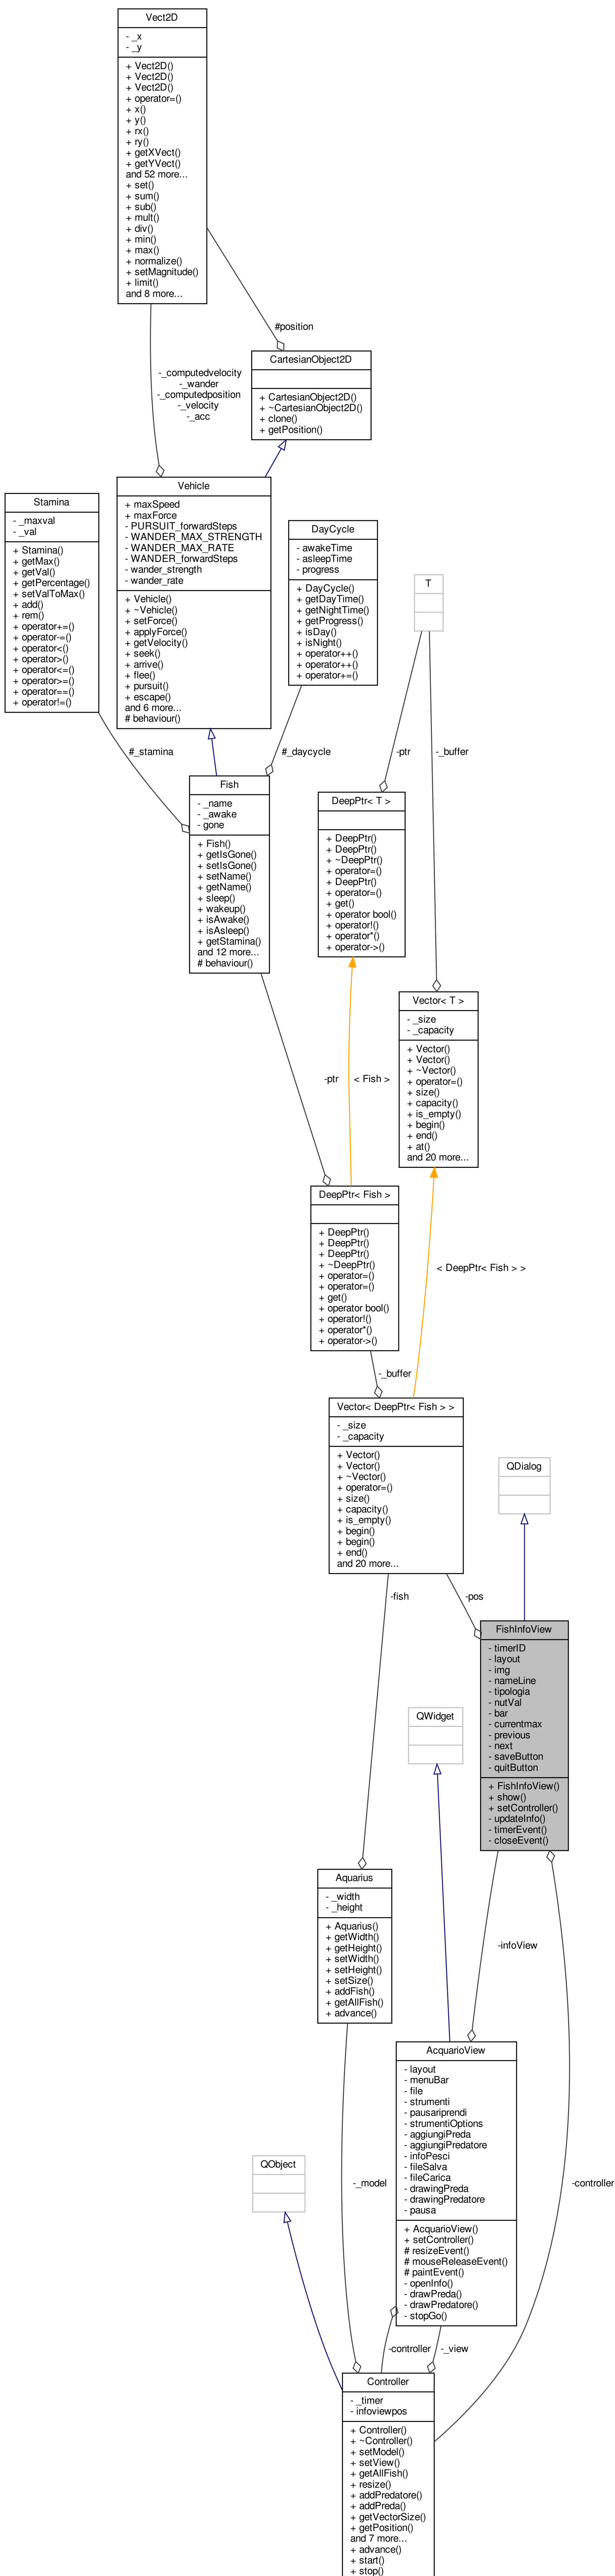 Vect2D
- _x
- _y
+ Vect2D()
+ Vect2D()
+ Vect2D()
+ operator=()
+ x()
+ y()
+ rx()
+ ry()
+ getXVect()
+ getYVect()
and 52 more...
+ set()
+ sum()
+ sub()
+ mult()
+ div()
+ min()
+ max()
+ normalize()
+ setMagnitude()
+ limit()
and 8 more...
#position
-_computedvelocity
-_wander
-_computedposition
-_velocity
-_acc
CartesianObject2D
+ CartesianObject2D()
+ ~CartesianObject2D()
+ clone()
+ getPosition()
Vehicle
+ maxSpeed
+ maxForce
- PURSUIT_forwardSteps
- WANDER_MAX_STRENGTH
- WANDER_MAX_RATE
- WANDER_forwardSteps
- wander_strength
- wander_rate
+ Vehicle()
+ ~Vehicle()
+ setForce()
+ applyForce()
+ getVelocity()
+ seek()
+ arrive()
+ flee()
+ pursuit()
+ escape()
and 6 more...
# behaviour()
Stamina
- _maxval
- _val
+ Stamina()
+ getMax()
+ getVal()
+ getPercentage()
+ setValToMax()
+ add()
+ rem()
+ operator+=()
+ operator-=()
+ operator<()
+ operator>()
+ operator<=()
+ operator>=()
+ operator==()
+ operator!=()
DayCycle
- awakeTime
- asleepTime
- progress
+ DayCycle()
+ getDayTime()
+ getNightTime()
+ getProgress()
+ isDay()
+ isNight()
+ operator++()
+ operator++()
+ operator+=()
T
#_stamina
#_daycycle
-ptr
-_buffer
Fish
- _name
- _awake
- gone
+ Fish()
+ getIsGone()
+ setIsGone()
+ setName()
+ getName()
+ sleep()
+ wakeup()
+ isAwake()
+ isAsleep()
+ getStamina()
and 12 more...
# behaviour()
DeepPtr< T >
+ DeepPtr()
+ DeepPtr()
+ ~DeepPtr()
+ operator=()
+ DeepPtr()
+ operator=()
+ get()
+ operator bool()
+ operator!()
+ operator*()
+ operator->()
Vector< T >
- _size
- _capacity
+ Vector()
+ Vector()
+ ~Vector()
+ operator=()
+ size()
+ capacity()
+ is_empty()
+ begin()
+ end()
+ at()
and 20 more...
-ptr
< Fish >
DeepPtr< Fish >
+ DeepPtr()
+ DeepPtr()
+ DeepPtr()
+ ~DeepPtr()
+ operator=()
+ operator=()
+ get()
+ operator bool()
+ operator!()
+ operator*()
+ operator->()
< DeepPtr< Fish > >
-_buffer
Vector< DeepPtr< Fish > >
- _size
- _capacity
+ Vector()
+ Vector()
+ ~Vector()
+ operator=()
+ size()
+ capacity()
+ is_empty()
+ begin()
+ begin()
+ end()
and 20 more...
QDialog
-fish
-pos
FishInfoView
- timerID
- layout
- img
- nameLine
- tipologia
- nutVal
- bar
- currentmax
- previous
- next
- saveButton
- quitButton
+ FishInfoView()
+ show()
+ setController()
- updateInfo()
- timerEvent()
- closeEvent()
QWidget
Aquarius
- _width
- _height
+ Aquarius()
+ getWidth()
+ getHeight()
+ setWidth()
+ setHeight()
+ setSize()
+ addFish()
+ getAllFish()
+ advance()
-infoView
AcquarioView
- layout
- menuBar
- file
- strumenti
- pausariprendi
- strumentiOptions
- aggiungiPreda
- aggiungiPredatore
- infoPesci
- fileSalva
- fileCarica
- drawingPreda
- drawingPredatore
- pausa
+ AcquarioView()
+ setController()
# resizeEvent()
# mouseReleaseEvent()
# paintEvent()
- openInfo()
- drawPreda()
- drawPredatore()
- stopGo()
QObject
-_model
-controller
-controller
-_view
Controller
- _timer
- infoviewpos
+ Controller()
+ ~Controller()
+ setModel()
+ setView()
+ getAllFish()
+ resize()
+ addPredatore()
+ addPreda()
+ getVectorSize()
+ getPosition()
and 7 more...
+ advance()
+ start()
+ stop()